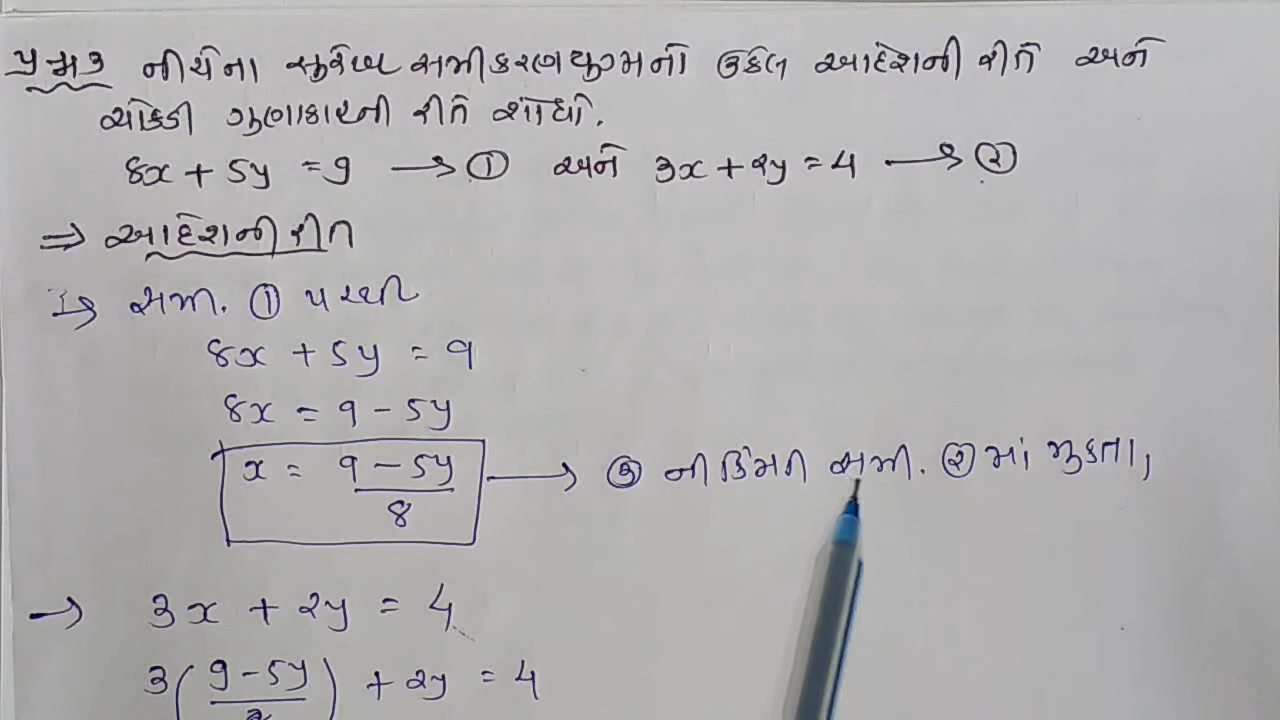 પ્રશ્ન ૩ નીચેના સુરેખ સમીકરણયુગ્મનો ઉકેલ આદેશની રીતે અને
ચોકડી ગુણાકારની રીતે શોધો.
8x + 5y = 9 → ① અને 3x + 2y = 4 → ②
⇒ આદેશની રીત
→ સમી. ① પરથી
8x + 5y = 9
8x = 9 - 5y
x = (9 - 5y)/8 → ③ ની કિંમત સમી. ② માં મુકતા,
→ 3x + 2y = 4
3((9 - 5y)/8) + 2y = 4